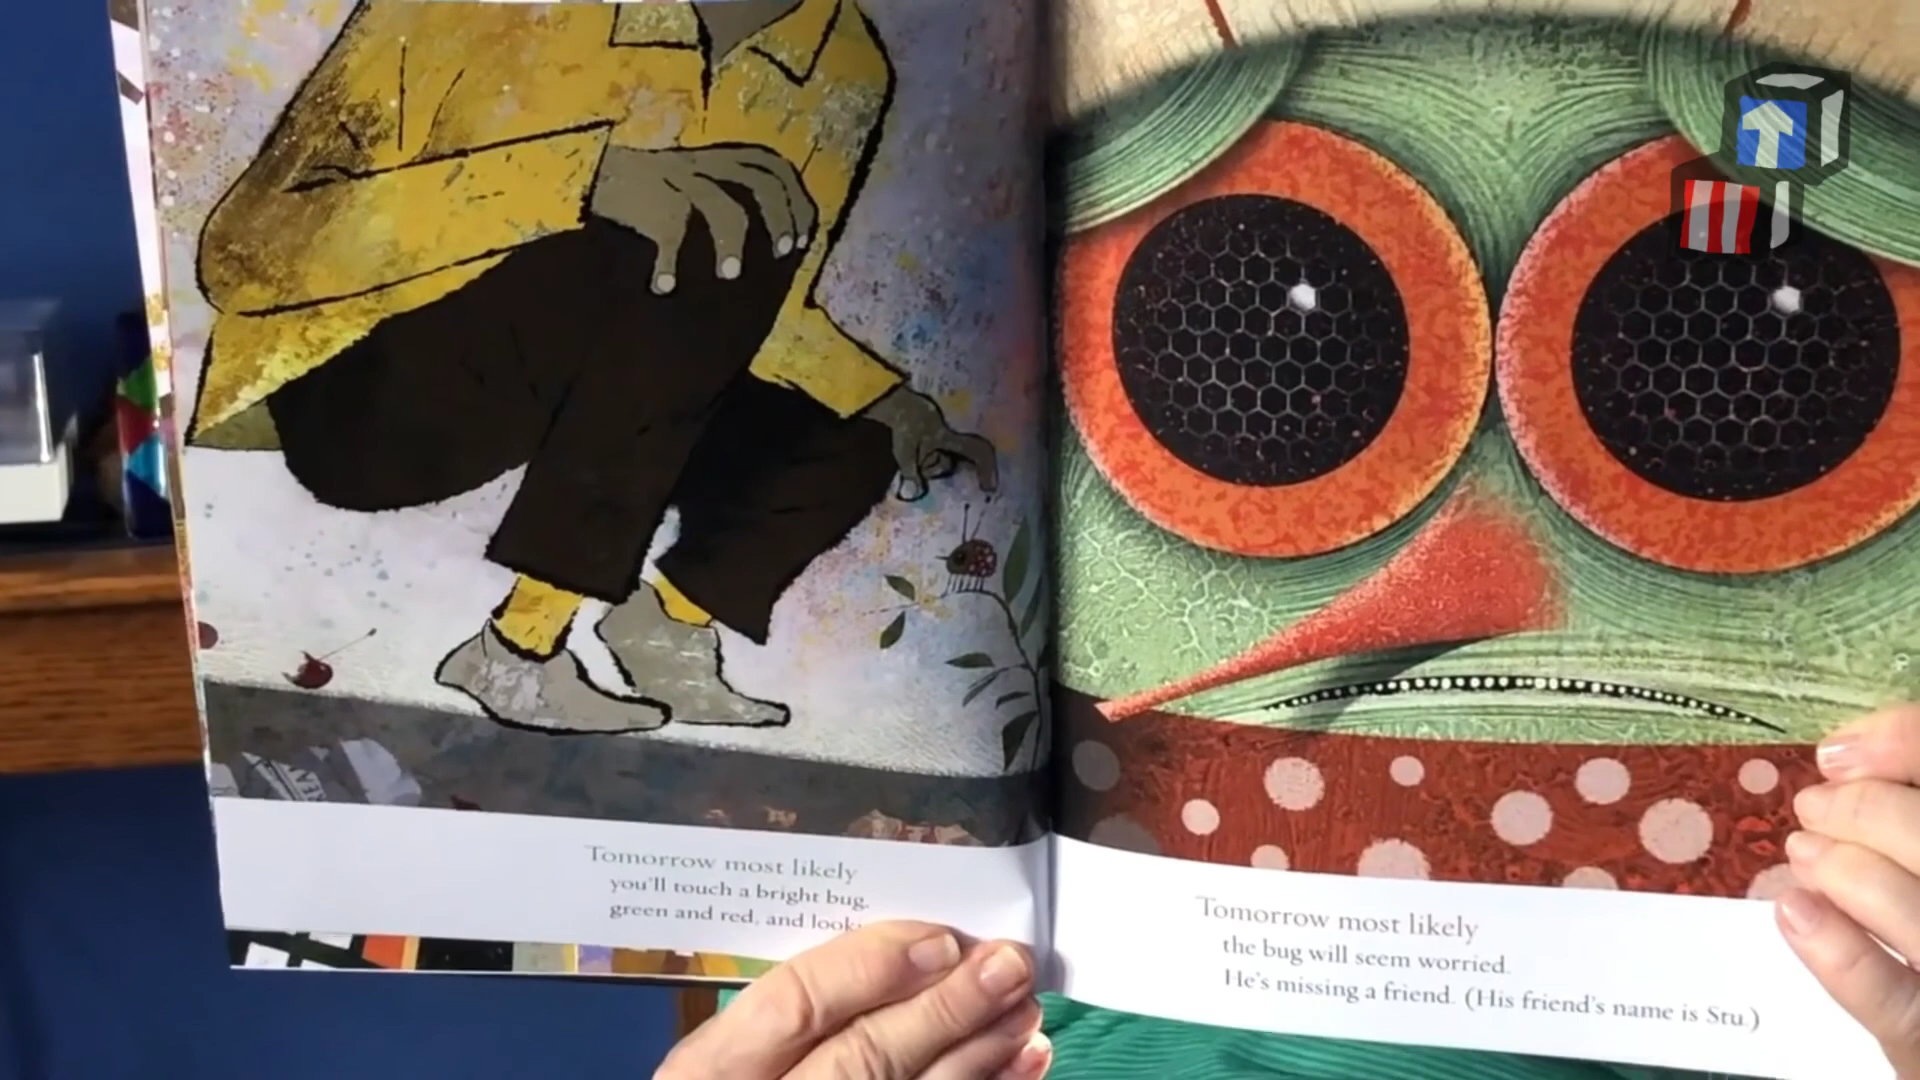 Tomorrow most likely
you'll touch a bright bug,
green and red, and look
Tomorrow most likely
the bug will seem worried.
He's missing a friend. (His friend's name is Stu.)